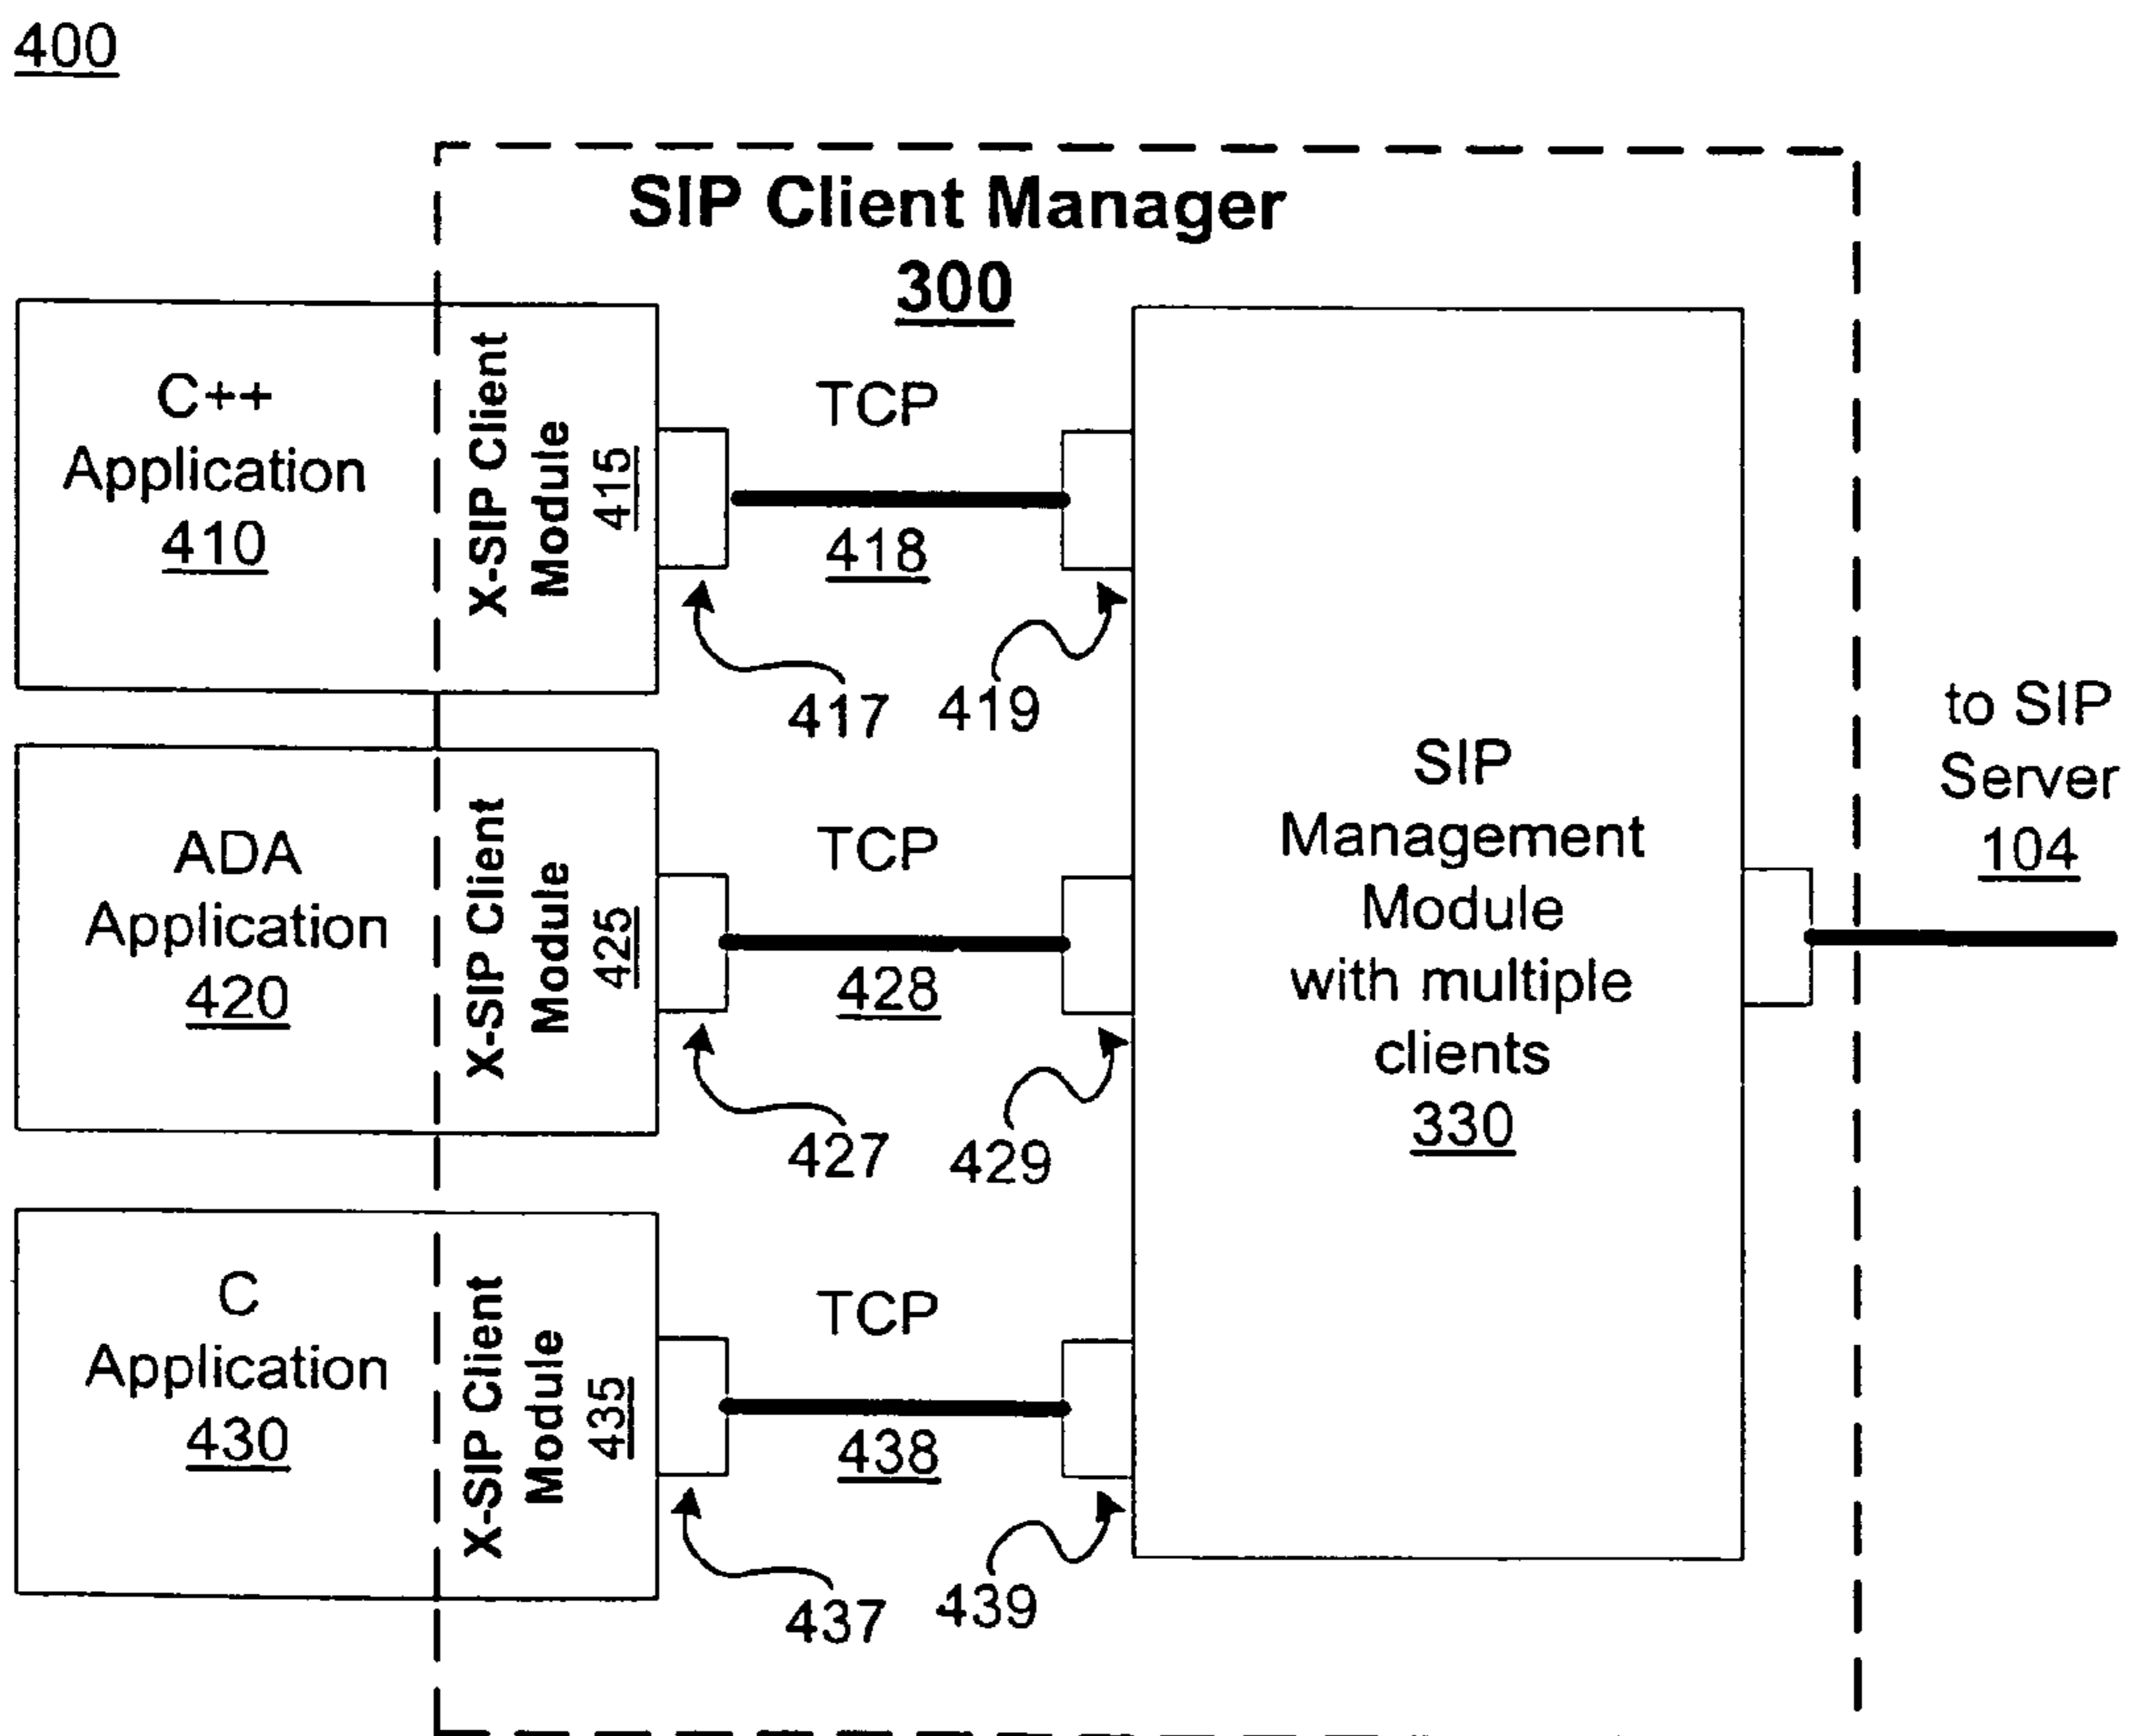 400
SIP Client Manager
300
C++
Application
410
X-SIP Client
Module
415
TCP
418
417
419
ADA
Application
420
X-SIP Client
Module
425
TCP
428
427
429
C
Application
430
X-SIP Client
Module
435
TCP
438
437
439
SIP
Management
Module
with multiple
clients
330
to SIP
Server
104